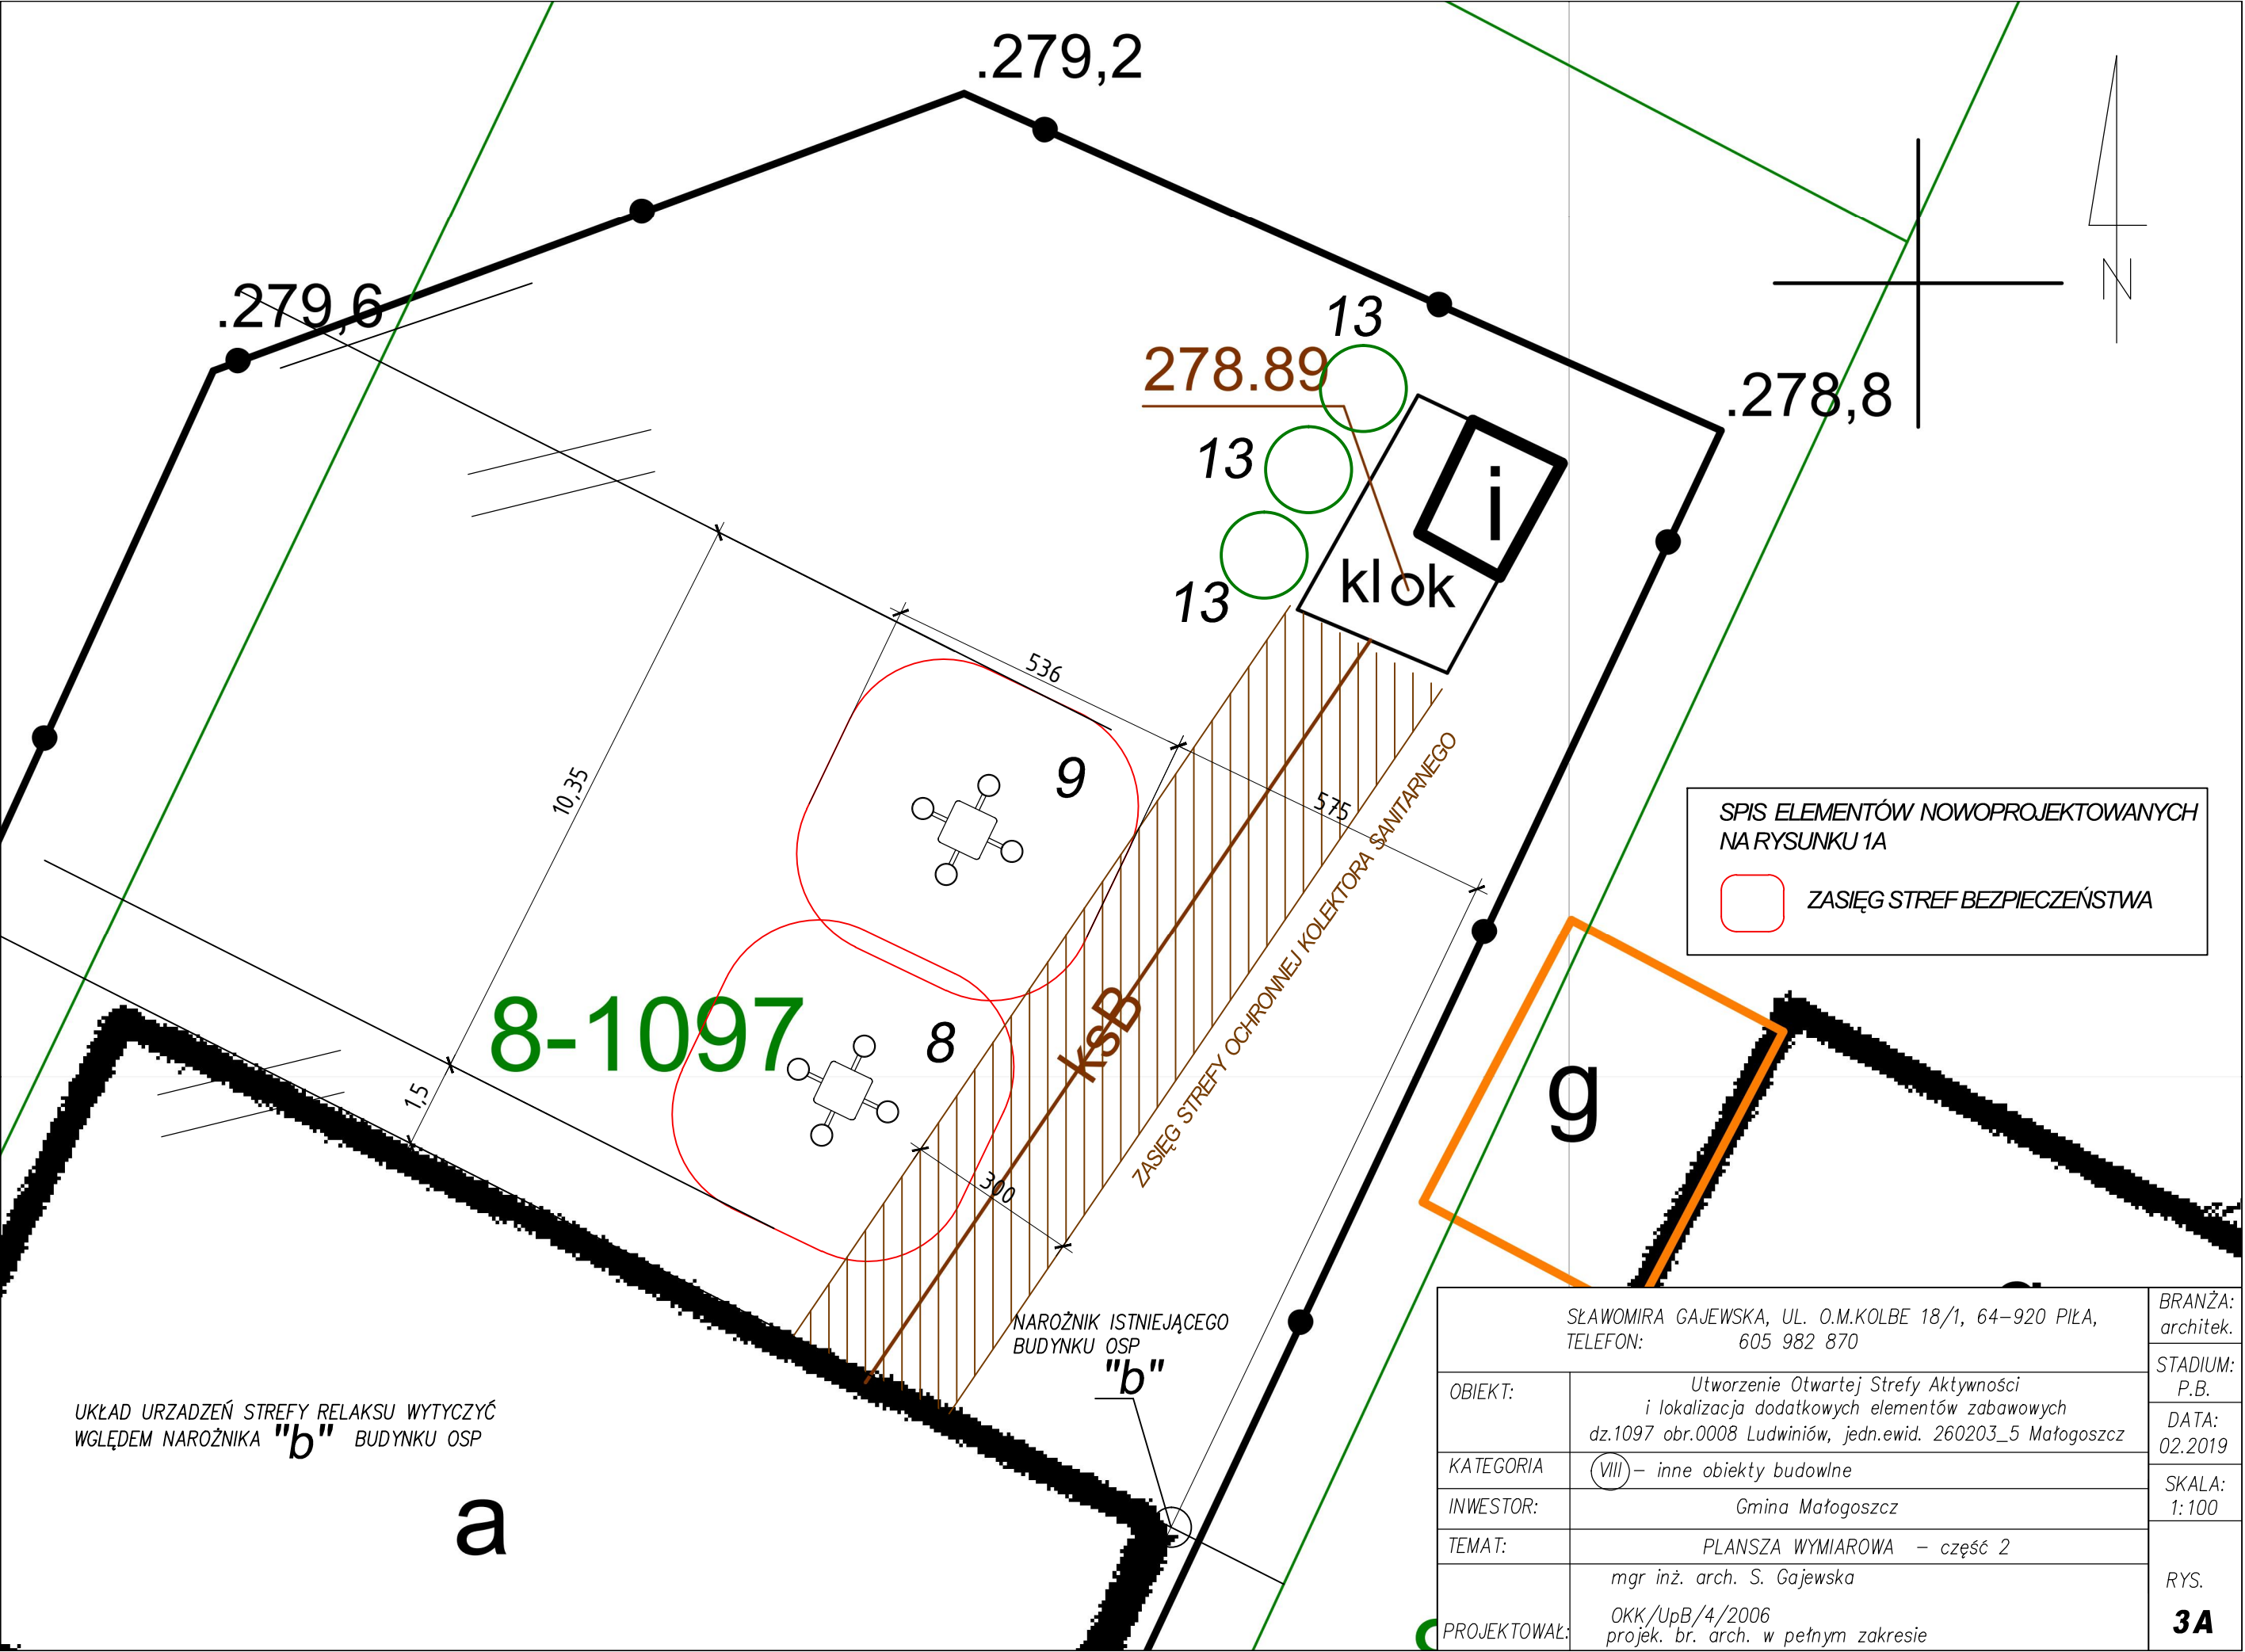 .279,2
.279,6
13
278.89
.278,8
13
i
klok
13
536
9
575
10,35
SPIS ELEMENTÓW NOWOPROJEKTOWANYCH
NA RYSUNKU 1A
ZASIĘG STREF BEZPIECZEŃSTWA
N
8-1097
8
ksB
ZASIĘG STREFY OCHRONNEJ KOLEKTORA SANITARNEGO
g
1,5
300
NAROŻNIK ISTNIEJĄCEGO
BUDYNKU OSP
"b"
UKŁAD URZADZEŃ STREFY RELAKSU WYTYCZYĆ
WGLĘDEM NAROŻNIKA "b" BUDYNKU OSP
a
SŁAWOMIRA GAJEWSKA, UL. O.M.KOLBE 18/1, 64-920 PIŁA,
TELEFON: 605 982 870
BRANŻA:
architek.
STADIUM:
P.B.
OBIEKT: Utworzenie Otwartej Strefy Aktywności
i lokalizacja dodatkowych elementów zabawowych
dz.1097 obr.0008 Ludwiniów, jedn.ewid. 260203_5 Małogoszcz
DATA:
02.2019
KATEGORIA VIII - inne obiekty budowlne
SKALA:
1:100
INWESTOR: Gmina Małogoszcz
TEMAT: PLANSZA WYMIAROWA - część 2
mgr inż. arch. S. Gajewska
PROJEKTOWAŁ: OKK/UpB/4/2006
projek. br. arch. w pełnym zakresie
RYS.
3A